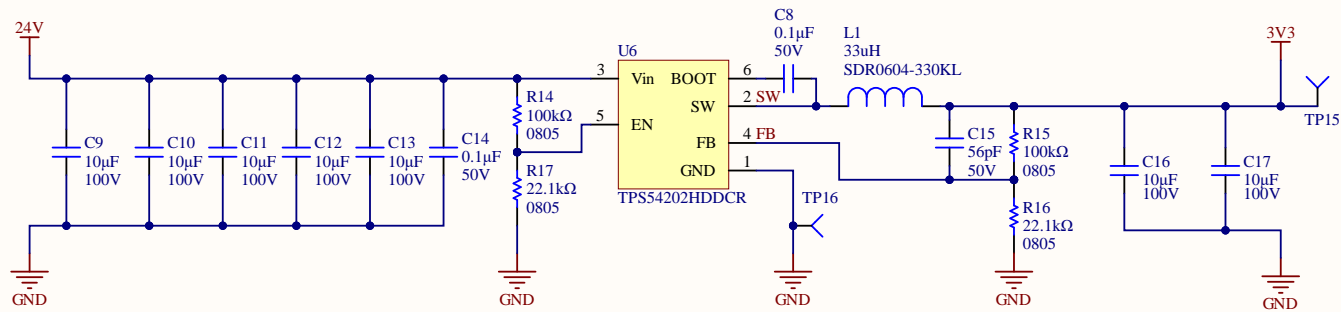 24V
C9
10µF
100V
C10
10µF
100V
C11
10µF
100V
C12
10µF
100V
C13
10µF
100V
C14
0.1µF
50V
GND
R14
100kΩ
0805
R17
22.1kΩ
0805
GND
U6
3
Vin
5
EN
BOOT
6
SW
2
SW
FB
4
FB
GND
1
TPS54202HDDCR
C8
0.1µF
50V
L1
33uH
SDR0604-330KL
TP16
GND
C15
56pF
50V
R15
100kΩ
0805
R16
22.1kΩ
0805
GND
C16
10µF
100V
C17
10µF
100V
3V3
TP15
GND